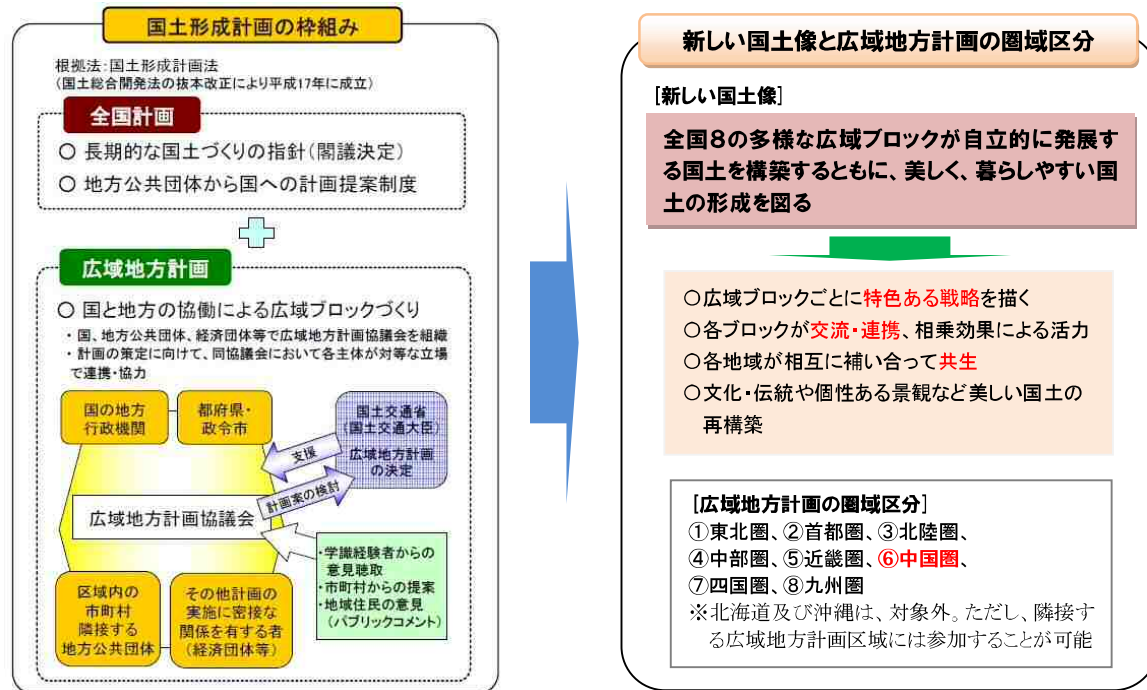 国土形成計画の枠組み
根拠法:国土形成計画法
(国土総合開発法の抜本改正により平成17年に成立)
全国計画
○ 長期的な国土づくりの指針(閣議決定)
○ 地方公共団体から国への計画提案制度
広域地方計画
○ 国と地方の協働による広域ブロックづくり
・国、地方公共団体、経済団体等で広域地方計画協議会を組織
・計画の策定に向けて、同協議会において各主体が対等な立場
で連携・協力
国の地方
行政機関
都府県・
政令市
国土交通省
(国土交通大臣)
広域地方計画
の決定
支援
計画案の検討
広域地方計画協議会
・学識経験者からの
意見聴取
・市町村からの提案
・地域住民の意見
(パブリックコメント)
区域内の
市町村
隣接する
地方公共団体
その他計画の
実施に密接な
関係を有する者
(経済団体等)
新しい国土像と広域地方計画の圏域区分
[新しい国土像]
全国8の多様な広域ブロックが自立的に発展す
る国土を構築するともに、美しく、暮らしやすい国
土の形成を図る
○広域ブロックごとに特色ある戦略を描く
○各ブロックが交流・連携、相乗効果による活力
○各地域が相互に補い合って共生
○文化・伝統や個性ある景観など美しい国土の
再構築
[広域地方計画の圏域区分]
①東北圏、②首都圏、③北陸圏、
④中部圏、⑤近畿圏、⑥中国圏、
⑦四国圏、⑧九州圏
※北海道及び沖縄は、対象外。ただし、隣接す
る広域地方計画区域には参加することが可能